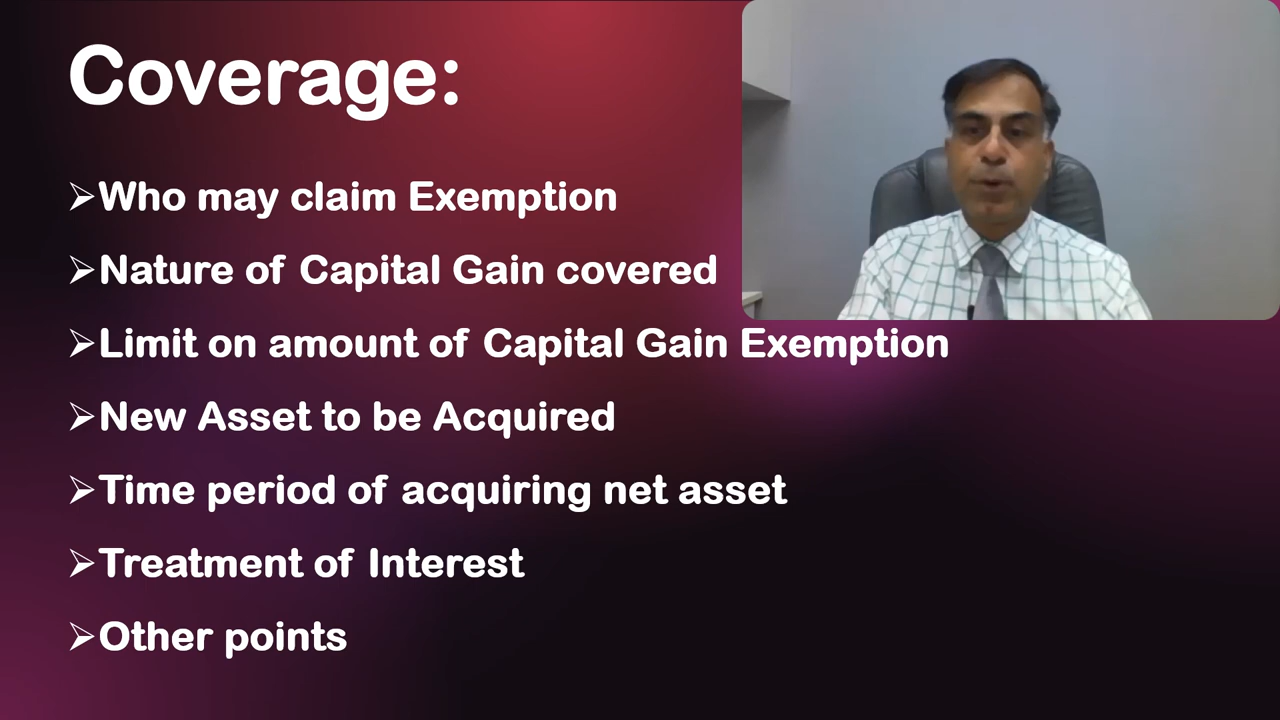 Coverage:
➢Who may claim Exemption
➢Nature of Capital Gain covered
➢Limit on amount of Capital Gain Exemption
➢New Asset to be Acquired
➢Time period of acquiring net asset
➢Treatment of Interest
➢Other points